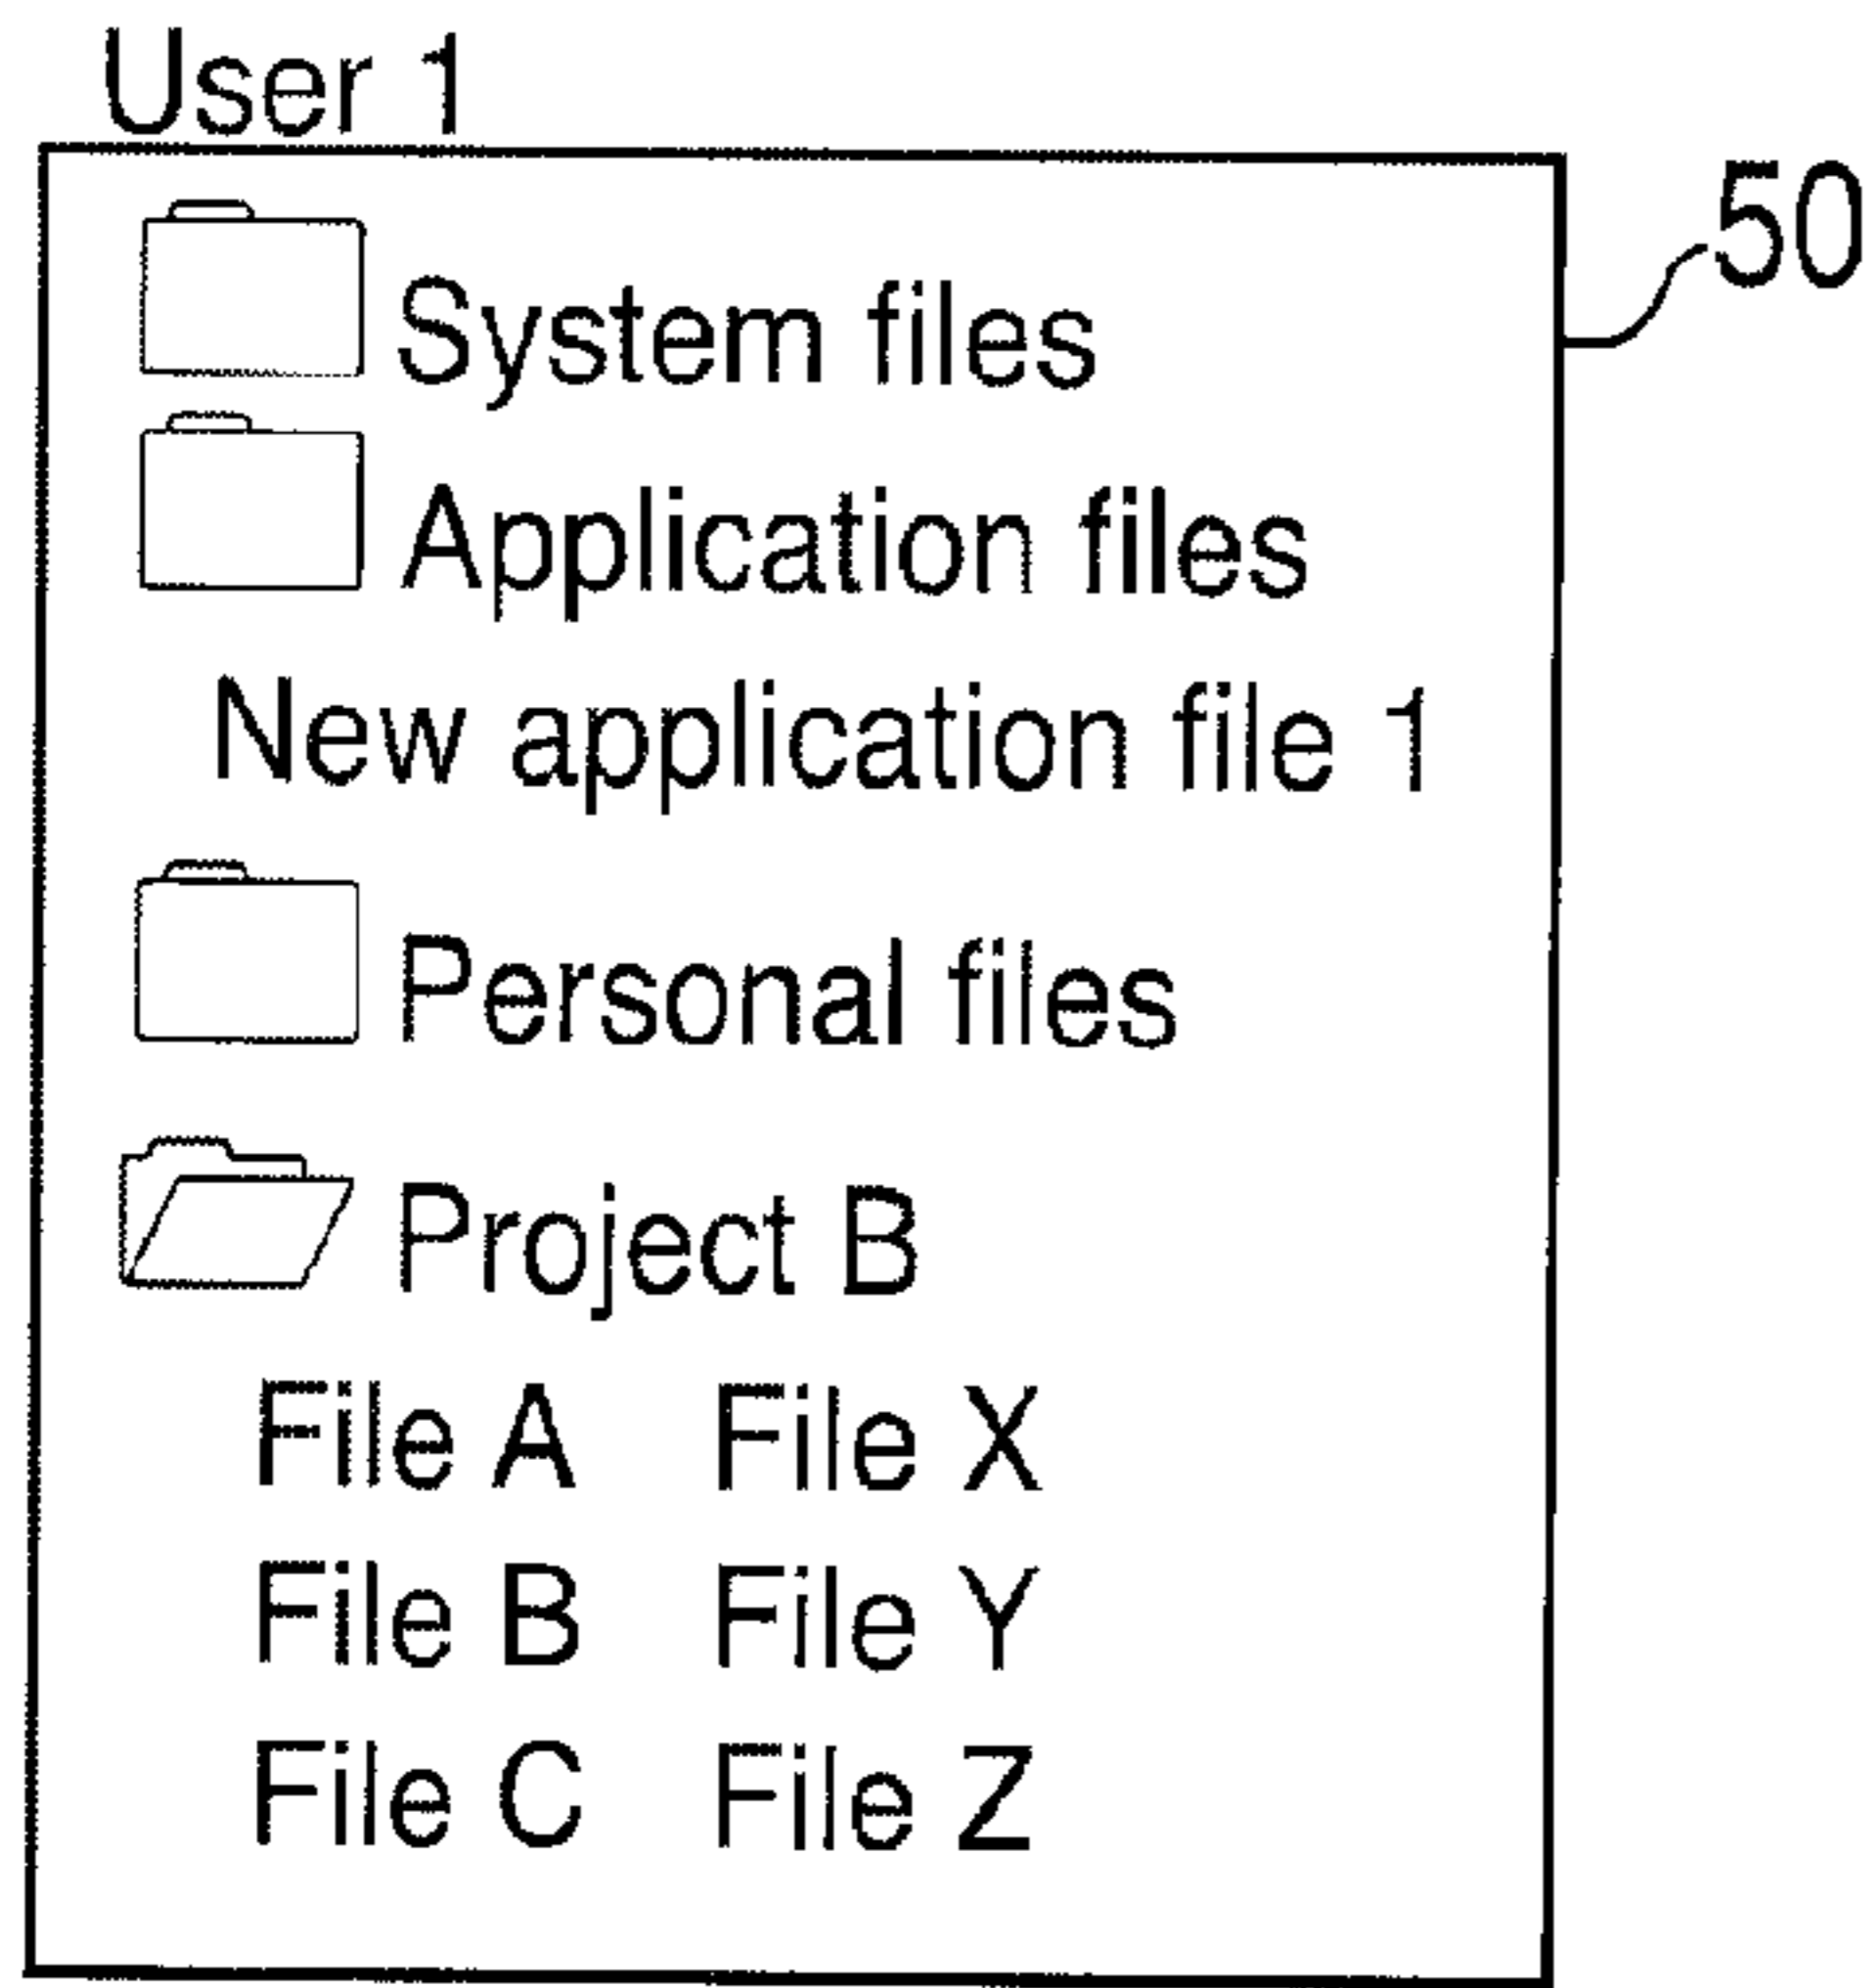 User 1
50
System files
Application files
New application file 1
Personal files
Project B
File A File X
File B File Y
File C File Z